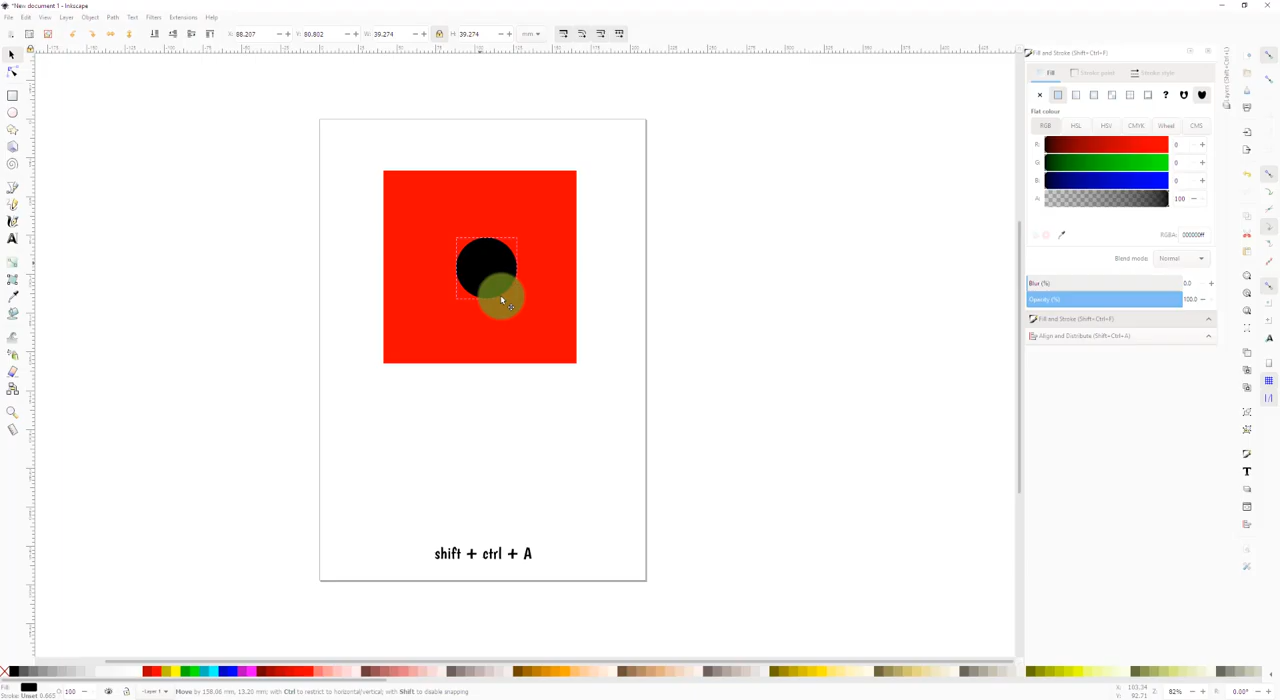 *New document 1 - Inkscape
File Edit View Layer Object Path Text Filters Extensions Help
X: 88.207 Y: 80.802 W: 39.274 H: 39.274 mm
Fill and Stroke (Shift+Ctrl+F)
Fill Stroke paint Stroke style
Flat colour
RGB HSL HSV CMYK Wheel CMS
R: 0
G: 0
B: 0
A: 100
RGBA: 000000ff
Blend mode: Normal
Blur (%) 0.0
Opacity (%) 100.0
Fill and Stroke (Shift+Ctrl+F)
Align and Distribute (Shift+Ctrl+A)
Layers (Shift+Ctrl+L)
shift + ctrl + A
Fill: O: 100 Layer 1 Move by 158.06 mm, 13.20 mm; with Ctrl to restrict to horizontal/vertical; with Shift to disable snapping
Stroke: Unset 0.665
X: 103.34 Z: 82% R: 0.00°
Y: 92.71